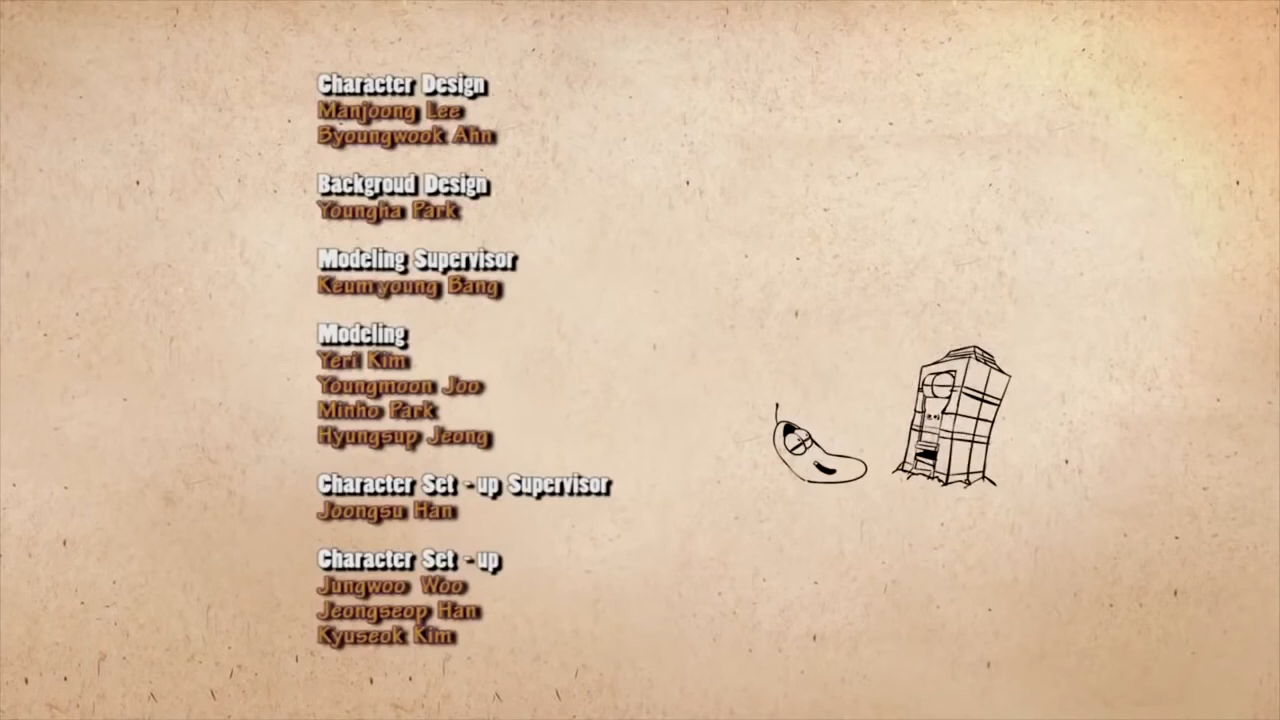 Character Design
Manjoong Lee
Byoungwook Ahn
Backgroud Design
Youngha Park
Modeling Supervisor
Keumyoung Bang
Modeling
Yeri Kim
Youngmoon Joo
Minho Park
Hyungsup Jeong
Character Set - up Supervisor
Joongsu Han
Character Set - up
Jungwoo Woo
Jeongseop Han
Kyuseok Kim